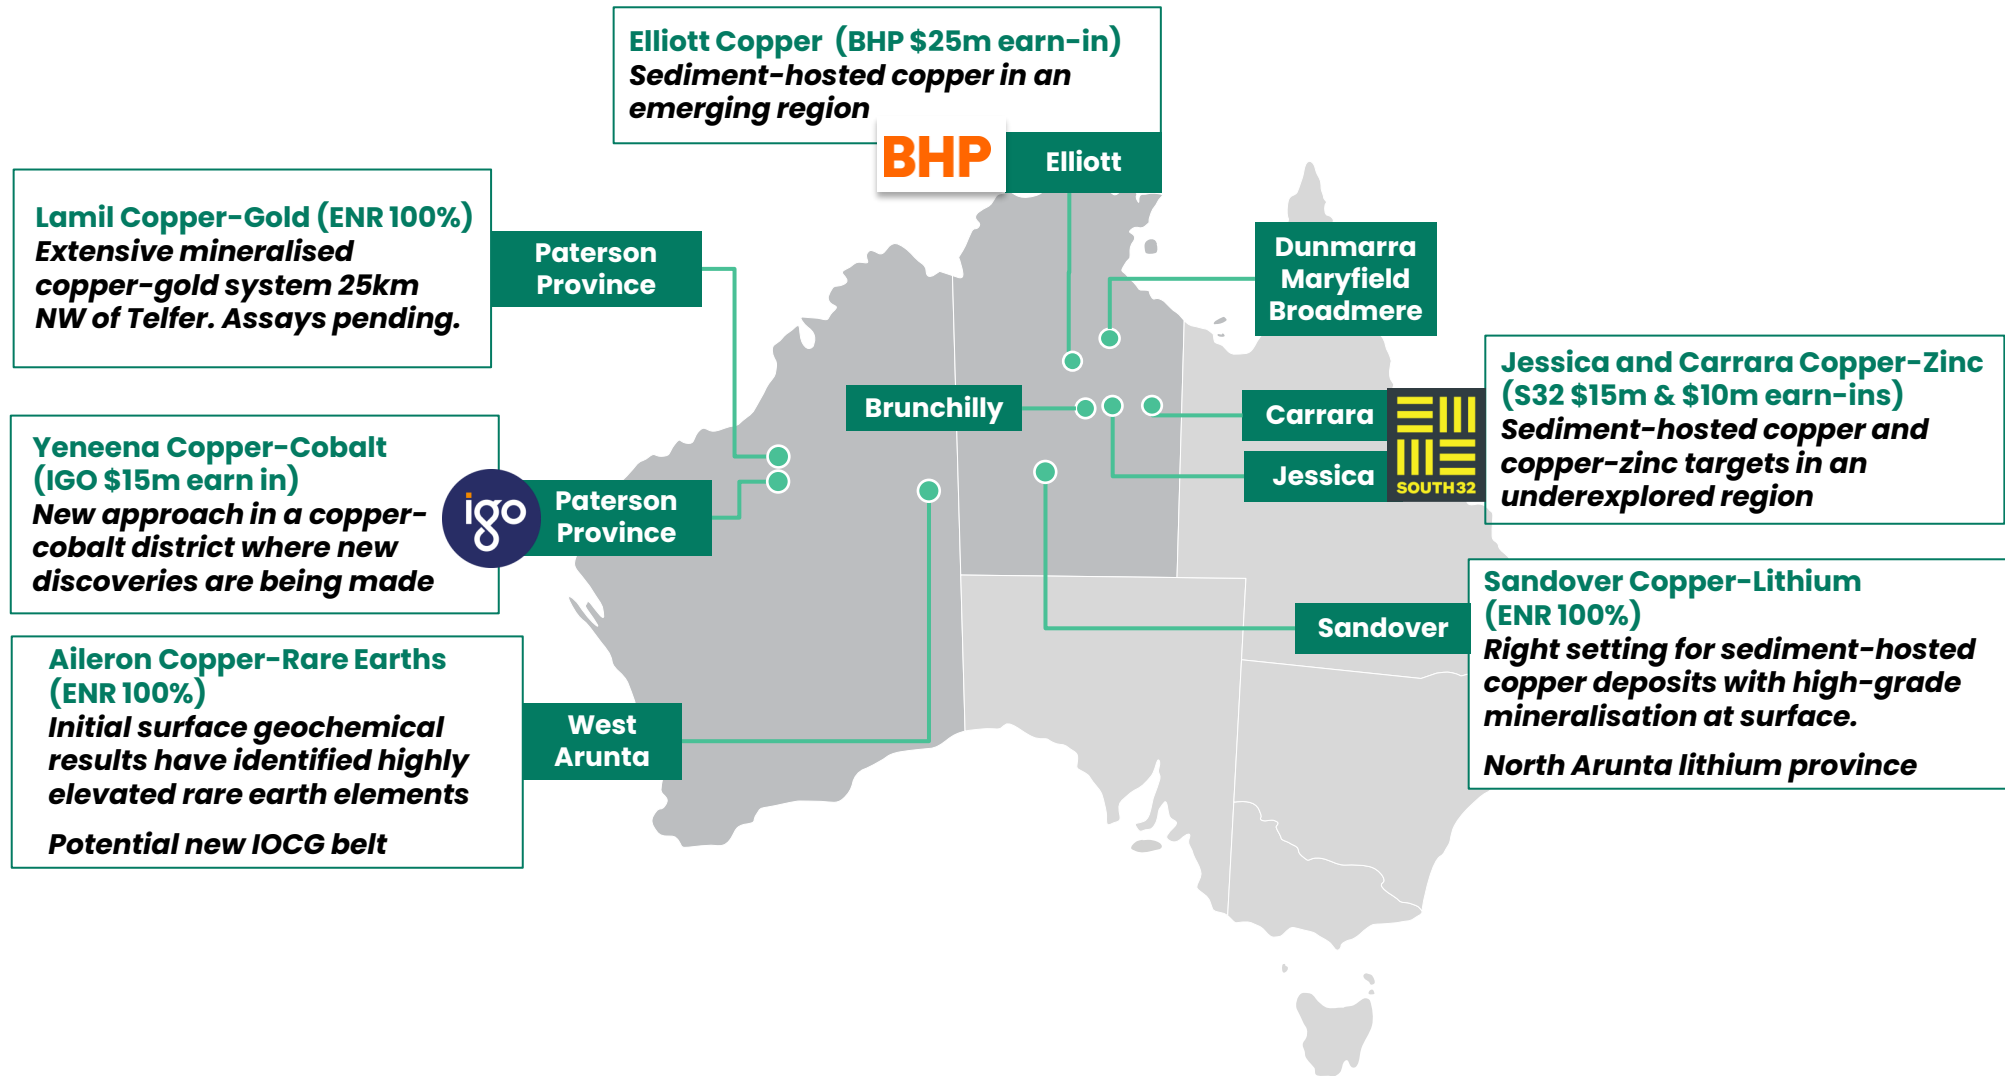 Elliott Copper (BHP $25m earn-in)
Sediment-hosted copper in an
emerging region
BHP
Elliott
Lamil Copper-Gold (ENR 100%)
Extensive mineralised
copper-gold system 25km
NW of Telfer. Assays pending.
Paterson
Province
Dunmarra
Maryfield
Broadmere
Yeneena Copper-Cobalt
(IGO $15m earn in)
New approach in a copper-
cobalt district where new
discoveries are being made
igo
Paterson
Province
Brunchilly
Carrara
Jessica
SOUTH32
Jessica and Carrara Copper-Zinc
(S32 $15m & $10m earn-ins)
Sediment-hosted copper and
copper-zinc targets in an
underexplored region
Aileron Copper-Rare Earths
(ENR 100%)
Initial surface geochemical
results have identified highly
elevated rare earth elements
Potential new IOCG belt
West
Arunta
Sandover
Sandover Copper-Lithium
(ENR 100%)
Right setting for sediment-hosted
copper deposits with high-grade
mineralisation at surface.
North Arunta lithium province